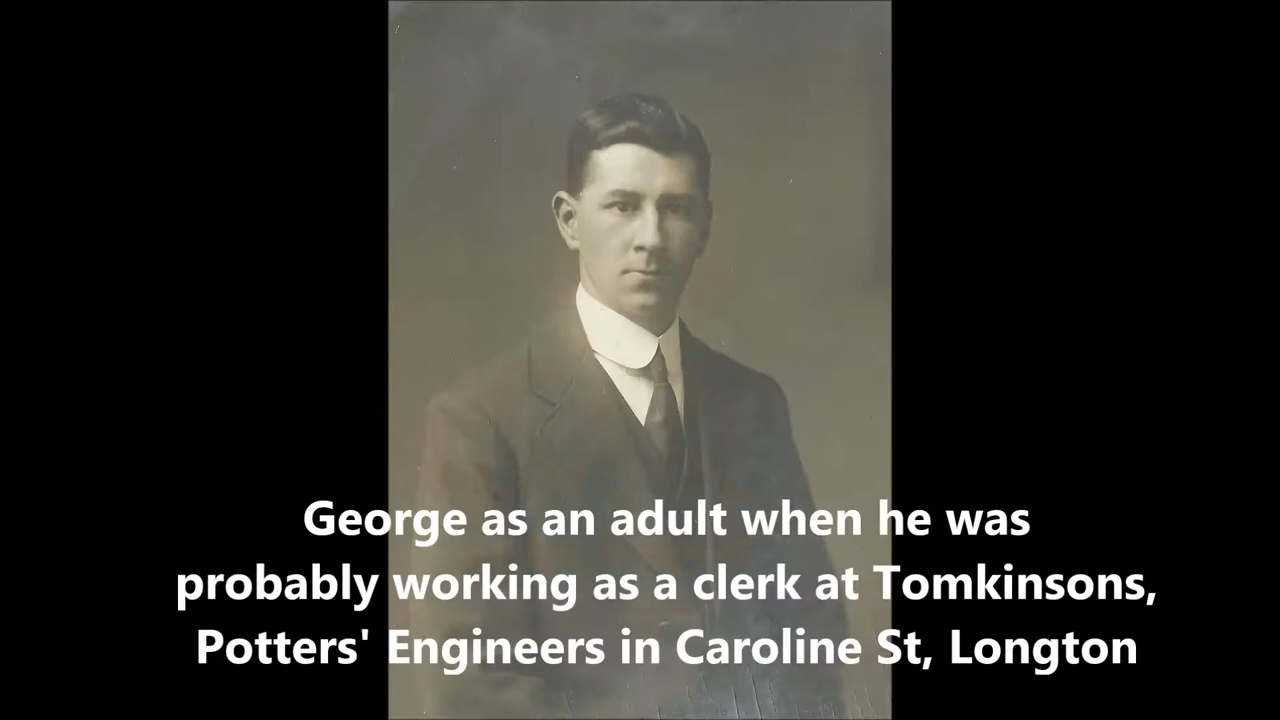 George as an adult when he was
probably working as a clerk at Tomkinsons,
Potters' Engineers in Caroline St, Longton